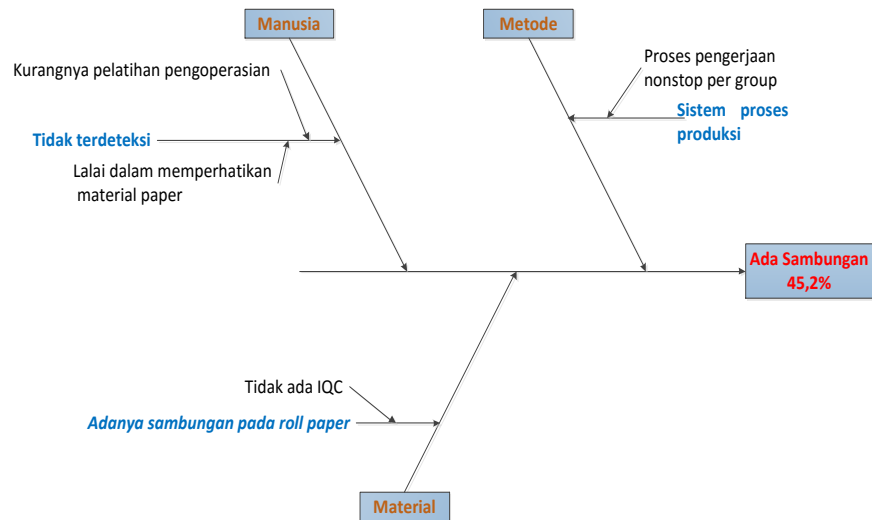 Manusia
Metode
Kurangnya pelatihan pengoperasian
Proses pengerjaan
nonstop per group
Sistem proses
produksi
Tidak terdeteksi
Lalai dalam memperhatikan
material paper
Ada Sambungan
45,2%
Tidak ada IQC
Adanya sambungan pada roll paper
Material